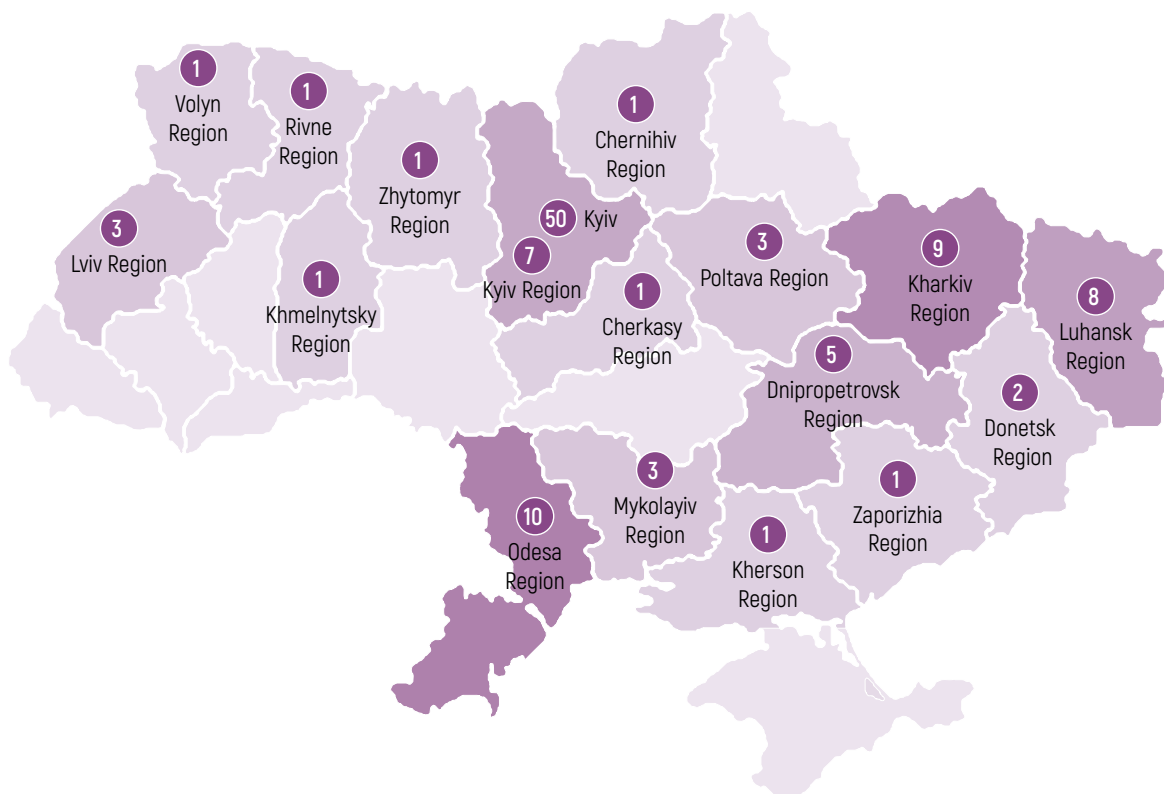 1
Volyn
Region
1
Rivne
Region
1
Zhytomyr
Region
1
Chernihiv
Region
50 Kyiv
7
Kyiv Region
3
Lviv Region
1
Khmelnytsky
Region
1
Cherkasy
Region
3
Poltava Region
9
Kharkiv
Region
8
Luhansk
Region
5
Dnipropetrovsk
Region
2
Donetsk
Region
10
Odesa
Region
3
Mykolayiv
Region
1
Kherson
Region
1
Zaporizhia
Region